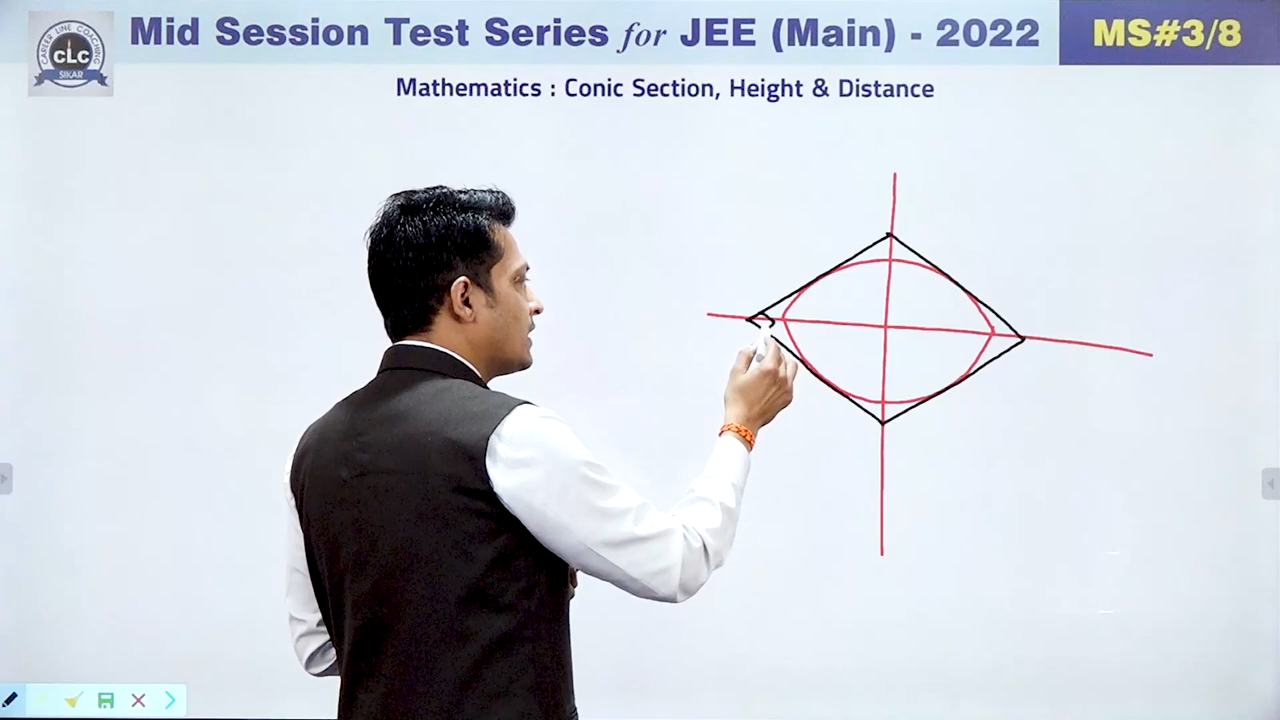 Mid Session Test Series for JEE (Main) - 2022
MS#3/8
CAREER LINE COACHING
CLC
SIKAR
Mathematics : Conic Section, Height & Distance